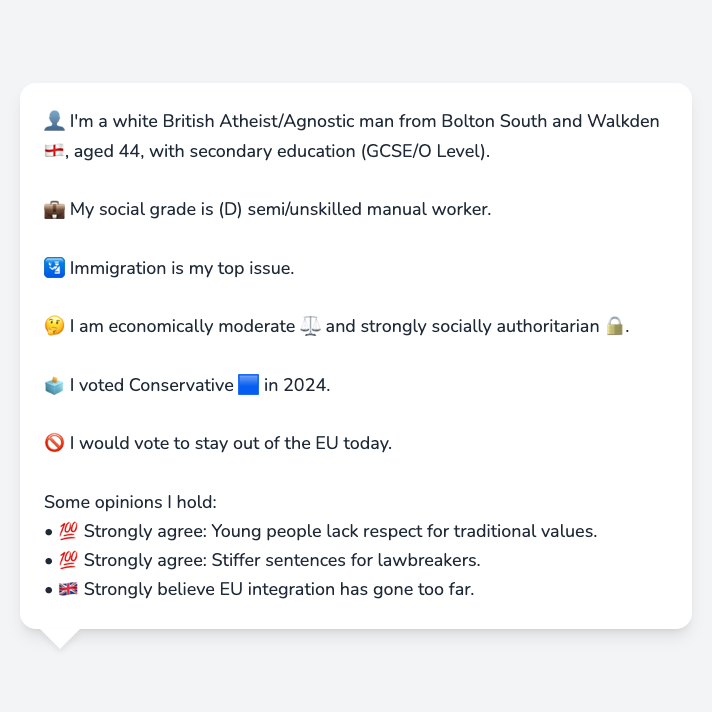 👤 I'm a white British Atheist/Agnostic man from Bolton South and Walkden
🏴󠁧󠁢󠁥󠁮󠁧󠁿, aged 44, with secondary education (GCSE/O Level).
💼 My social grade is (D) semi/unskilled manual worker.
🛂 Immigration is my top issue.
🤔 I am economically moderate ⚖️ and strongly socially authoritarian 🔒.
🗳️ I voted Conservative 🟦 in 2024.
🚫 I would vote to stay out of the EU today.
Some opinions I hold:
• 💯 Strongly agree: Young people lack respect for traditional values.
• 💯 Strongly agree: Stiffer sentences for lawbreakers.
• 🇬🇧 Strongly believe EU integration has gone too far.